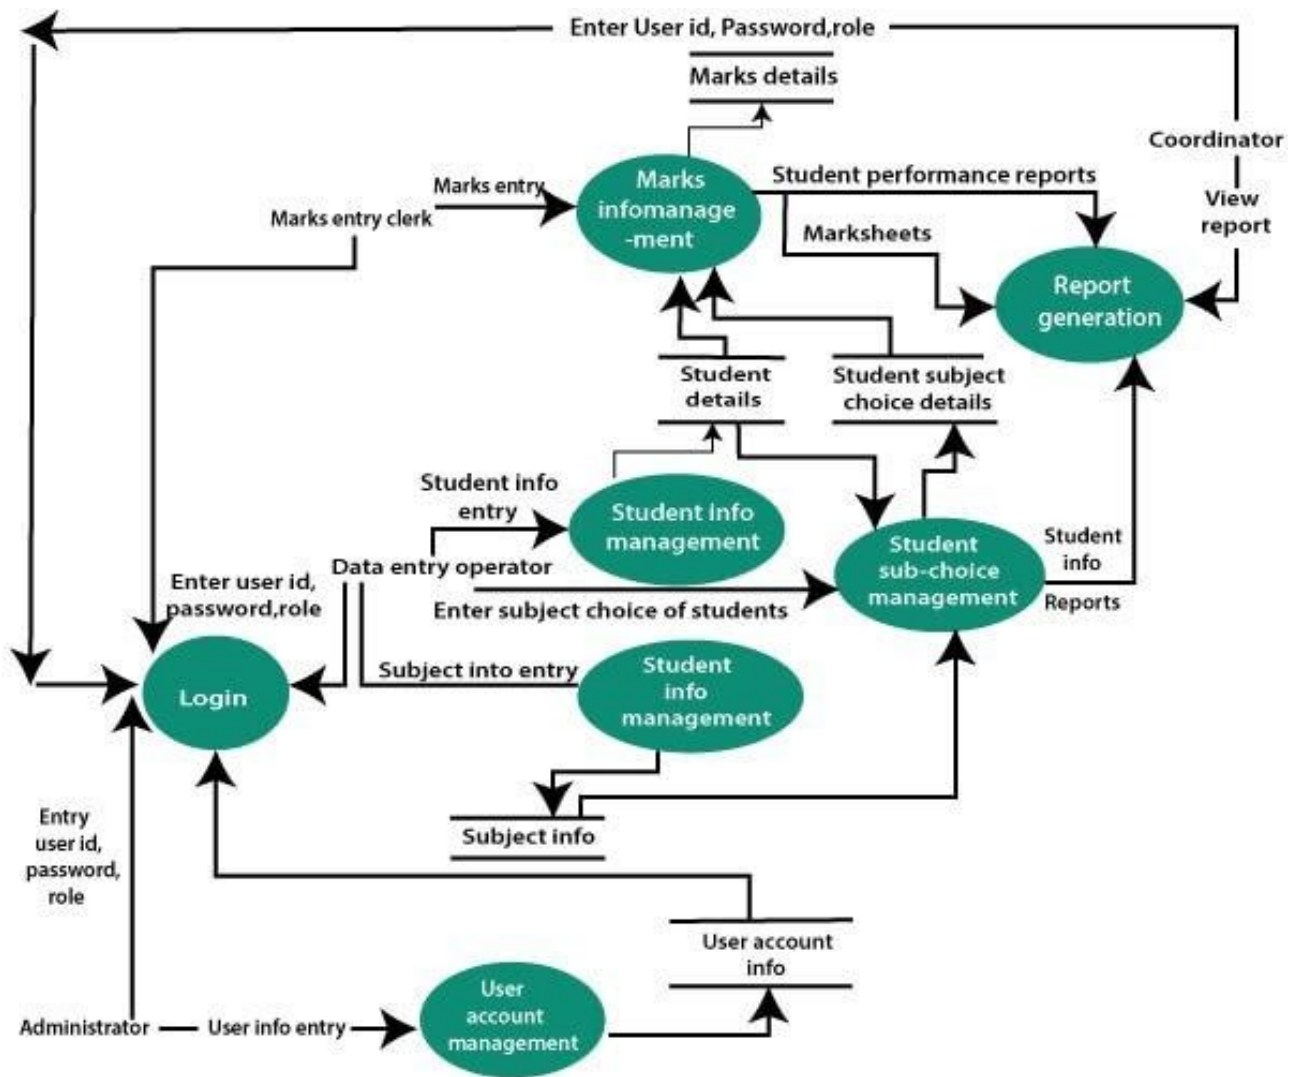 Enter User id, Password,role
Marks details
Coordinator
Marks
infomanage
-ment
Student performance reports
Marks entry
View
report
Marks entry clerk
Marksheets
Report
generation
Student
details
Student subject
choice details
Student info
entry
Student info
management
Student
sub-choice
management
Student
info
Reports
Data entry operator
Enter user id,
password,role
Enter subject choice of students
Subject into entry
Student
info
management
Login
Entry
user id,
password,
role
Subject info
User account
info
User
account
management
Administrator
User info entry